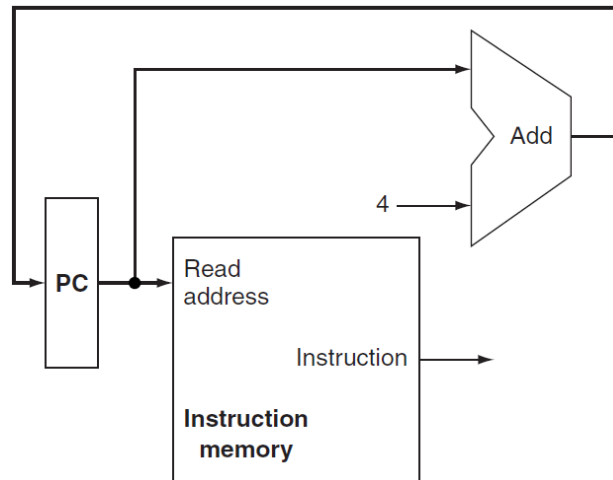 Add
4
PC
Read
address
Instruction
Instruction
memory